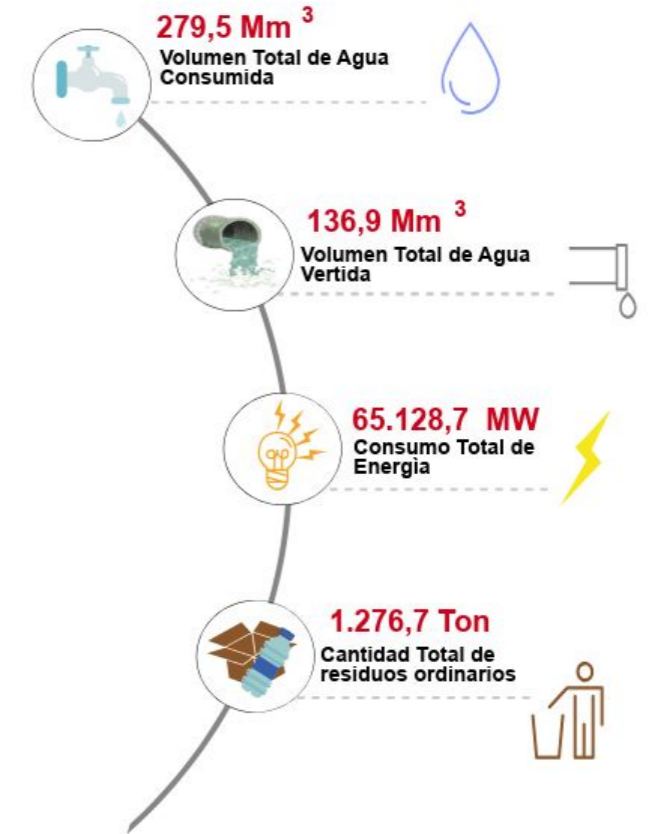 279,5 Mm 3
Volumen Total de Agua
Consumida
136,9 Mm 3
Volumen Total de Agua
Vertida
65.128,7 MW
Consumo Total de
Energìa
1.276,7 Ton
Cantidad Total de
residuos ordinarios